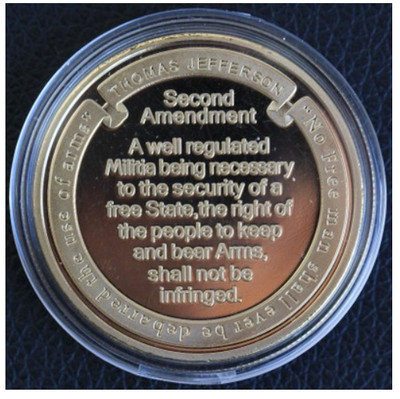 THOMAS JEFFERSON
"No Free man shall ever be debarred the use of arms"
Second
Amendment
A well regulated
Militia being necessary
to the security of a
free State, the right of
the people to keep
and bear Arms,
shall not be
infringed.